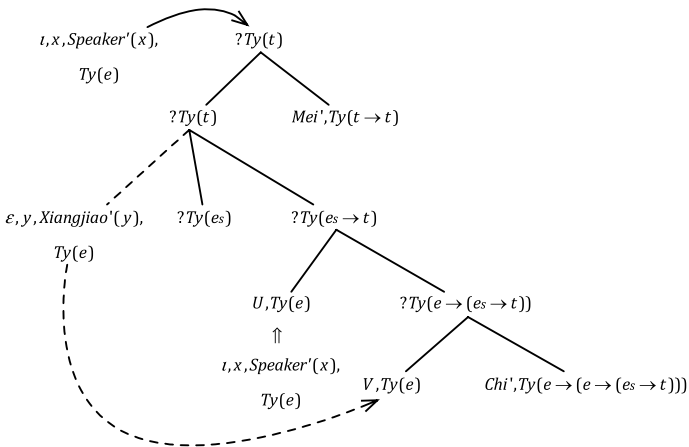 ι,x,Speaker'(x), ?Ty(t)
Ty(e)
?Ty(t) Mei',Ty(t → t)
ε,y,Xiangjiao'(y), ?Ty(es) ?Ty(es → t)
Ty(e)
U,Ty(e) ?Ty(e → (es → t))
⇑
ι,x,Speaker'(x),
Ty(e)
V,Ty(e) Chi',Ty(e → (e → (es → t)))